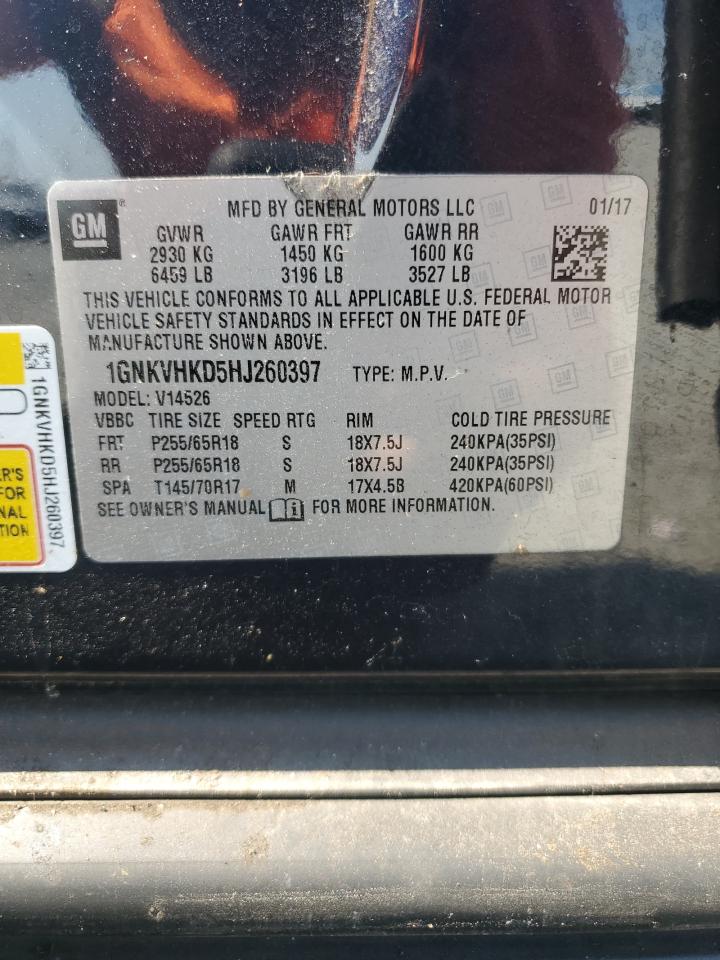 GM
MFD BY GENERAL MOTORS LLC 01/17
GVWR GAWR FRT GAWR RR
2930 KG 1450 KG 1600 KG
6459 LB 3196 LB 3527 LB
THIS VEHICLE CONFORMS TO ALL APPLICABLE U.S. FEDERAL MOTOR
VEHICLE SAFETY STANDARDS IN EFFECT ON THE DATE OF
MANUFACTURE SHOWN ABOVE.
1GNKVHKD5HJ260397 TYPE: M.P.V.
MODEL: V14526
VBBC TIRE SIZE SPEED RTG RIM COLD TIRE PRESSURE
FRT P255/65R18 S 18X7.5J 240KPA(35PSI)
RR P255/65R18 S 18X7.5J 240KPA(35PSI)
SPA T145/70R17 M 17X4.5B 420KPA(60PSI)
SEE OWNER'S MANUAL FOR MORE INFORMATION.
1GNKVHKD5HJ260397
ER'S
FOR
NAL
TION